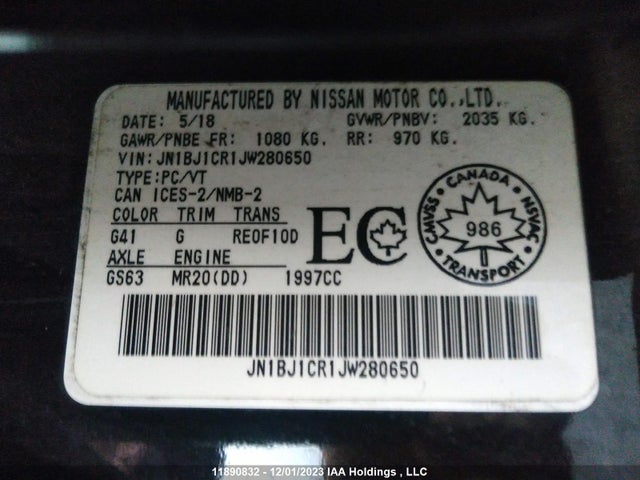 MANUFACTURED BY NISSAN MOTOR CO.,LTD.
DATE: 5/18 GVWR/PNBV: 2035 KG.
GAWR/PNBE FR: 1080 KG. RR: 970 KG.
VIN: JN1BJ1CR1JW280650
TYPE:PC/VT
CAN ICES-2/NMB-2
COLOR TRIM TRANS
G41 G RE0F10D
AXLE ENGINE
GS63 MR20(DD) 1997CC
EC
CANADA
CMVSS 986 NSVAC
TRANSPORT
JN1BJ1CR1JW280650
11890832 - 12/01/2023 IAA Holdings , LLC